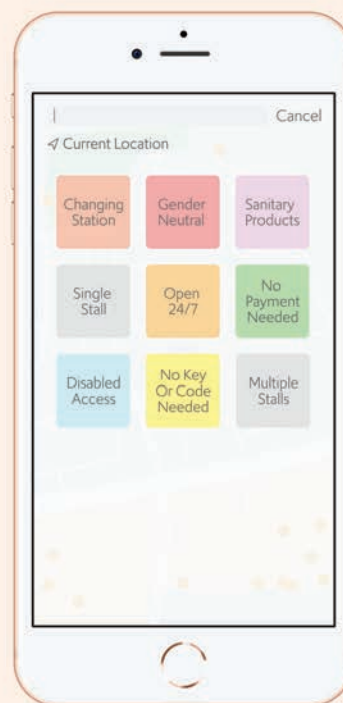 Cancel
Current Location
Changing
Station
Gender
Neutral
Sanitary
Products
Single
Stall
Open
24/7
No
Payment
Needed
Disabled
Access
No Key
Or Code
Needed
Multiple
Stalls